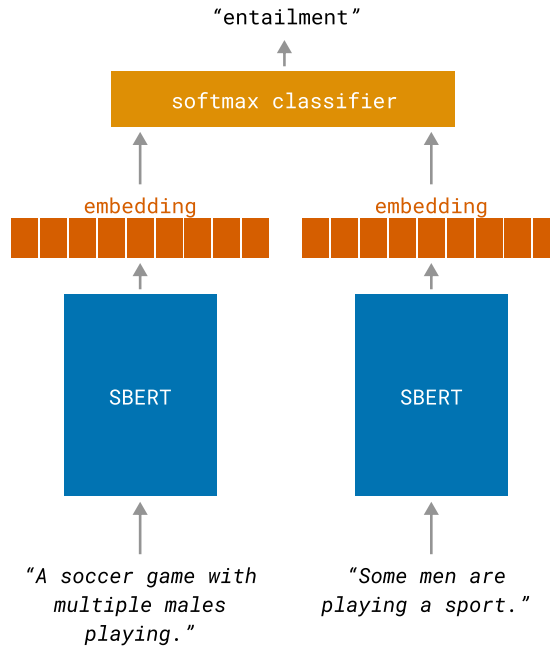 “entailment”
softmax classifier
embedding
embedding
SBERT
SBERT
“A soccer game with
multiple males
playing.”
“Some men are
playing a sport.”